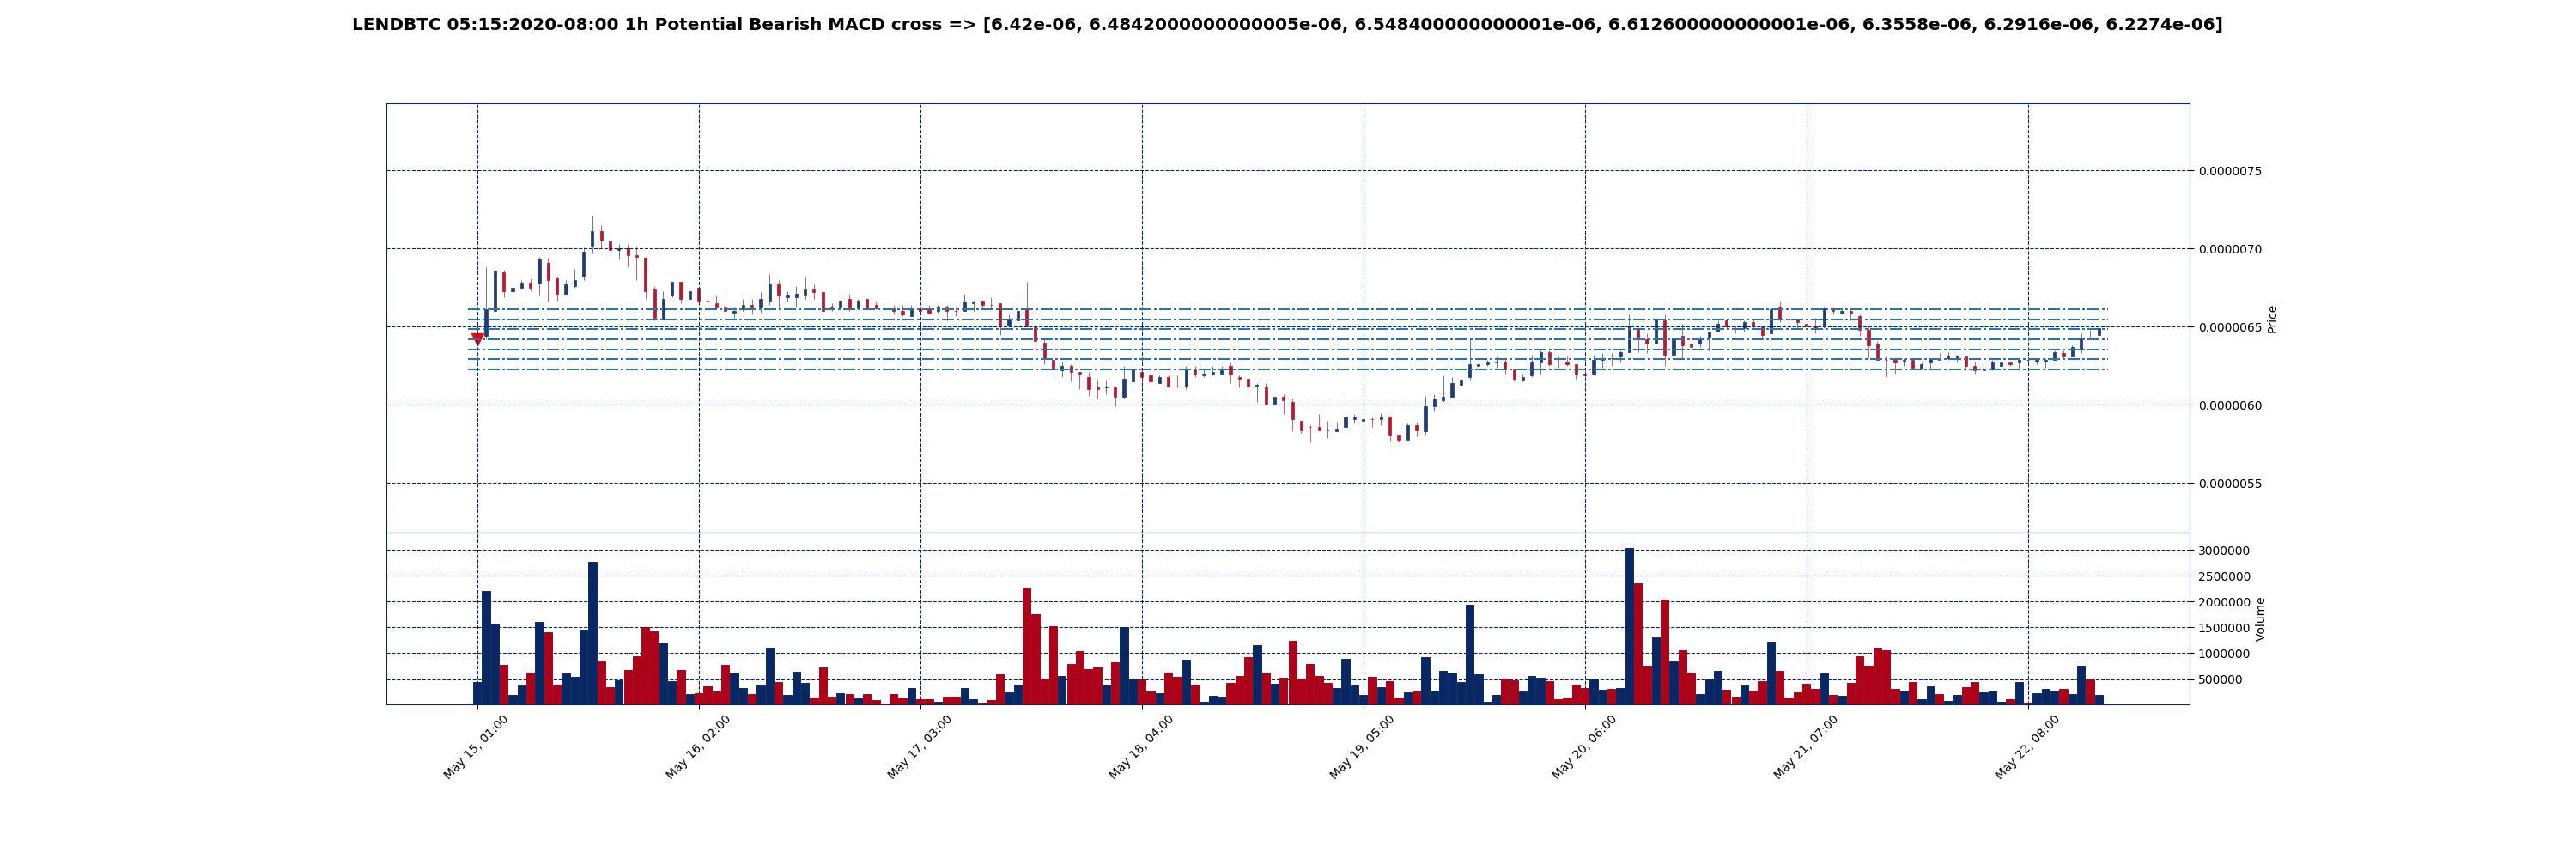 LENDBTC 05:15:2020-08:00 1h Potential Bearish MACD cross => [6.42e-06, 6.4842000000000005e-06, 6.548400000000001e-06, 6.612600000000001e-06, 6.3558e-06, 6.2916e-06, 6.2274e-06]
0.0000075
0.0000070
0.0000065
0.0000060
0.0000055
Price
3000000
2500000
2000000
1500000
1000000
500000
Volume
May 15, 01:00
May 16, 02:00
May 17, 03:00
May 18, 04:00
May 19, 05:00
May 20, 06:00
May 21, 07:00
May 22, 08:00